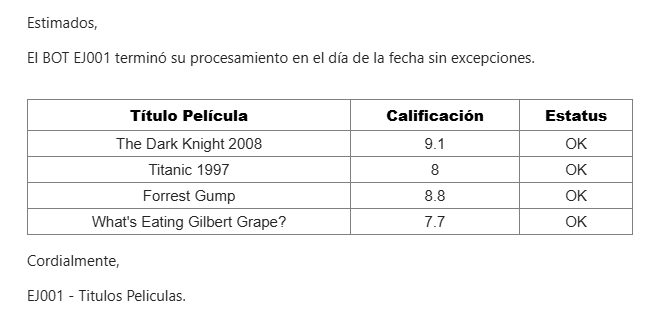 Estimados,
El BOT EJ001 terminó su procesamiento en el día de la fecha sin excepciones.
Título Película Calificación Estatus
The Dark Knight 2008 9.1 OK
Titanic 1997 8 OK
Forrest Gump 8.8 OK
What's Eating Gilbert Grape? 7.7 OK
Cordialmente,
EJ001 - Titulos Peliculas.